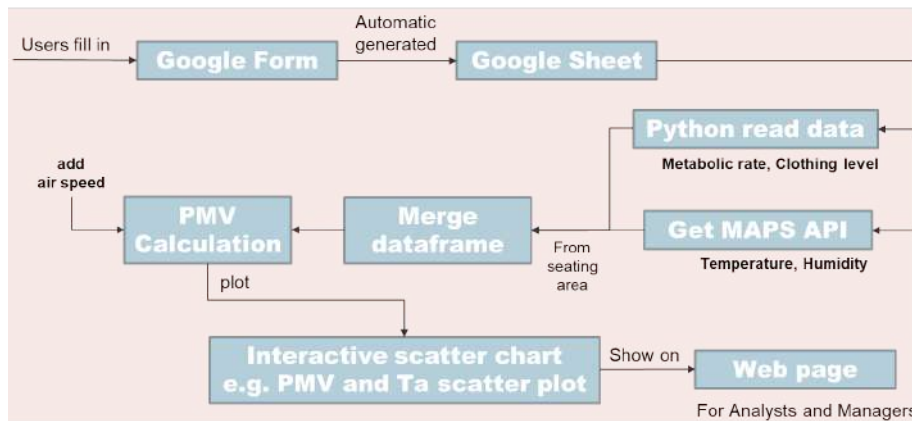 Users fill in
Google Form
Automatic
generated
Google Sheet
Python read data
Metabolic rate, Clothing level
add
air speed
PMV
Calculation
Merge
dataframe
From
seating
area
Get MAPS API
Temperature, Humidity
plot
Interactive scatter chart
e.g. PMV and Ta scatter plot
Show on
Web page
For Analysts and Managers